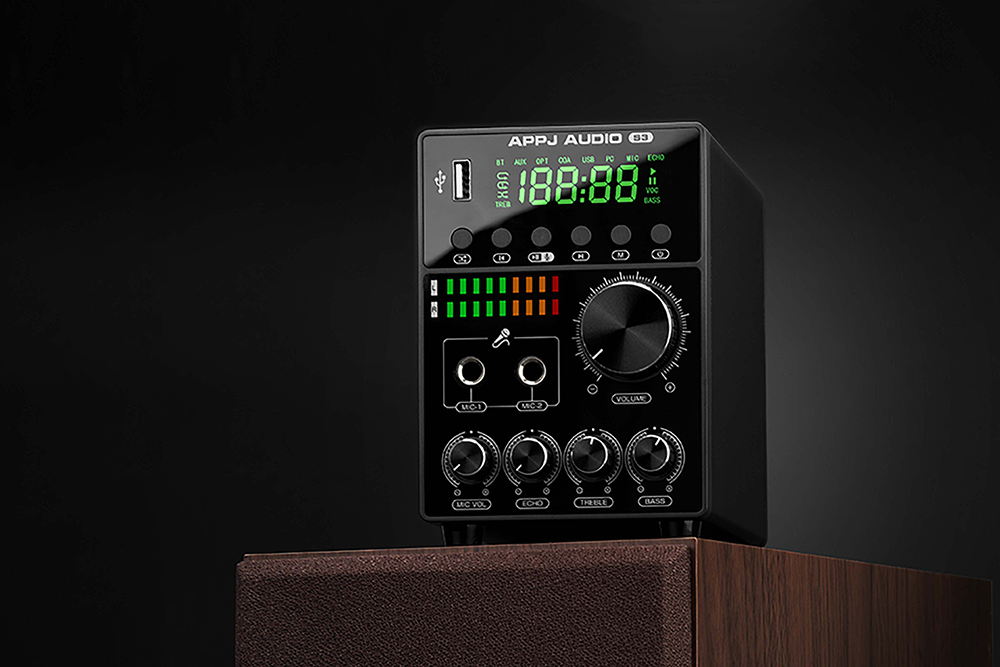 APPJ AUDIO S3
BT AUX OPT COA USB PC MIC ECHO
188:88
VOC
TREB
BASS
M
L
R
MIC-1 MIC-2
VOLUME
MIC VOL ECHO TREBLE BASS